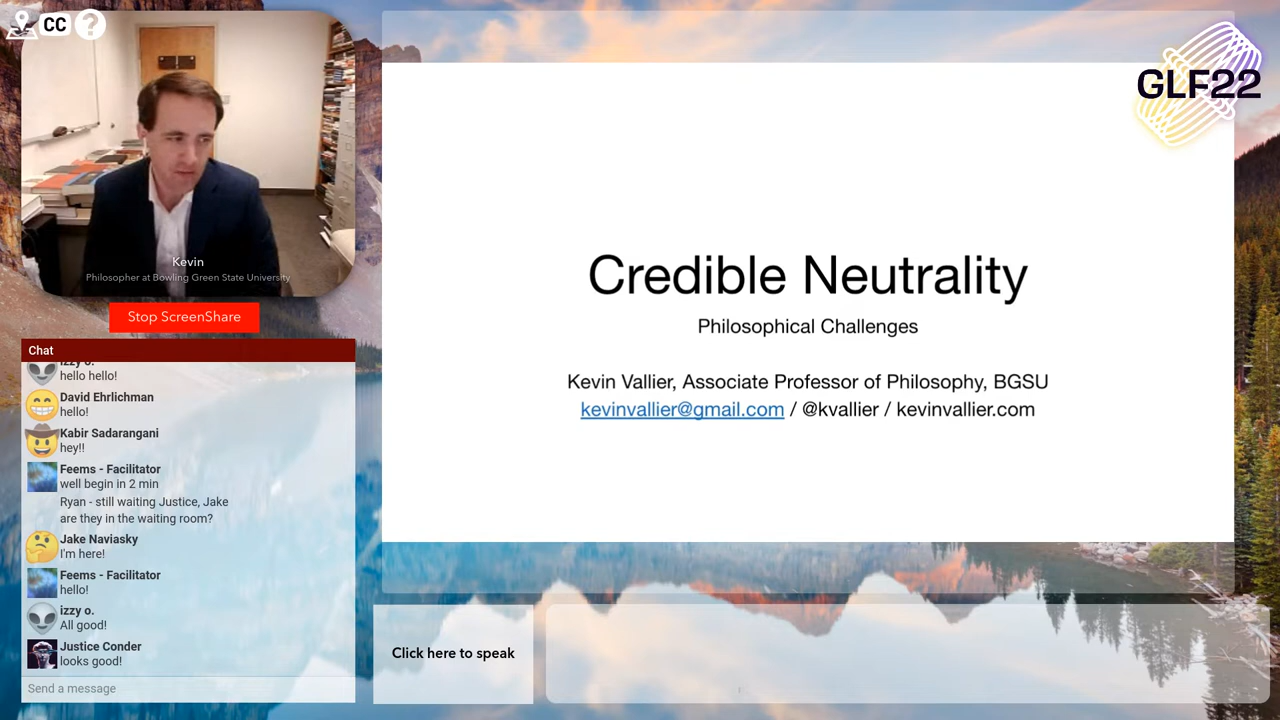 CC
?
Kevin
Philosopher at Bowling Green State University
Stop ScreenShare
Chat
izzy o.
hello hello!
David Ehrlichman
hello!
Kabir Sadarangani
hey!!
Feems - Facilitator
well begin in 2 min
Ryan - still waiting Justice, Jake
are they in the waiting room?
Jake Naviasky
I'm here!
Feems - Facilitator
hello!
izzy o.
All good!
Justice Conder
looks good!
Send a message
GLF22
Credible Neutrality
Philosophical Challenges
Kevin Vallier, Associate Professor of Philosophy, BGSU
kevinvallier@gmail.com / @kvallier / kevinvallier.com
Click here to speak